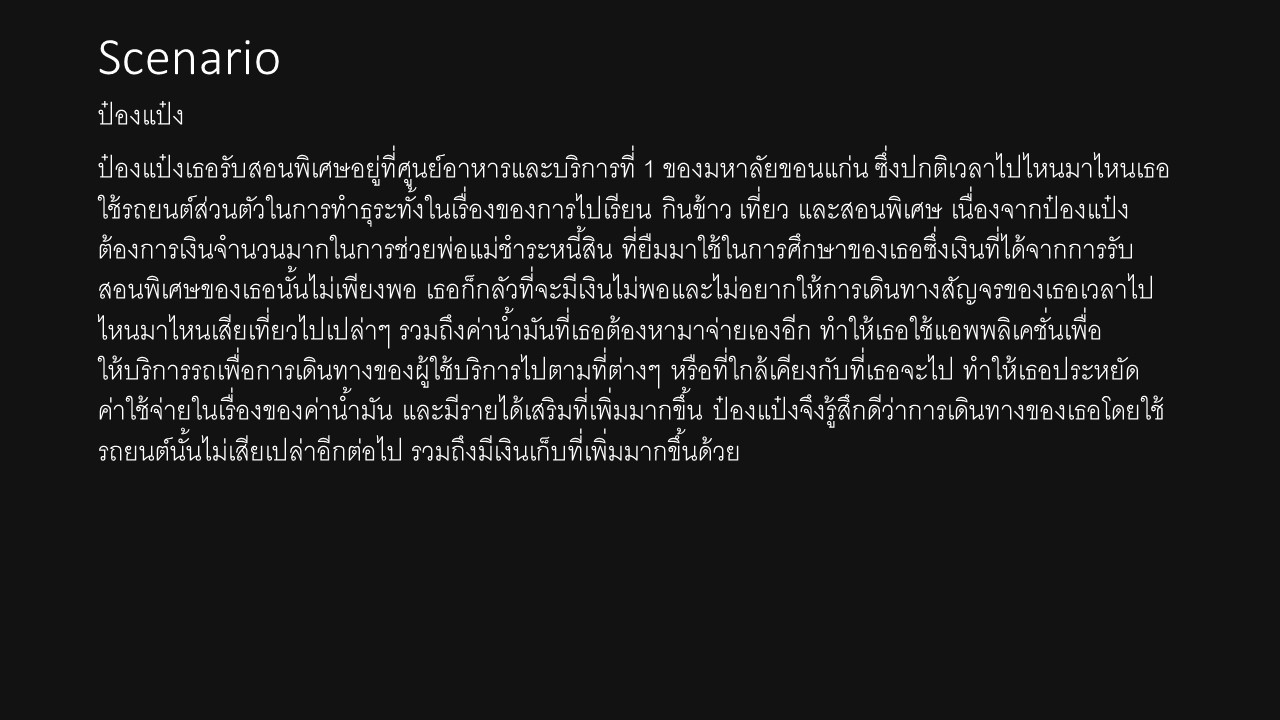 Scenario
ป๋องแป๋ง
ป๋องแป๋งเธอรับสอนพิเศษอยู่ที่ศูนย์อาหารและบริการที่ 1 ของมหาลัยขอนแก่น ซึ่งปกติเวลาไปไหนมาไหนเธอ
ใช้รถยนต์ส่วนตัวในการทำธุระทั้งในเรื่องของการไปเรียน กินข้าว เที่ยว และสอนพิเศษ เนื่องจากป๋องแป๋ง
ต้องการเงินจำนวนมากในการช่วยพ่อแม่ชำระหนี้สิน ที่ยืมมาใช้ในการศึกษาของเธอซึ่งเงินที่ได้จากการรับ
สอนพิเศษของเธอนั้นไม่เพียงพอ เธอก็กลัวที่จะมีเงินไม่พอและไม่อยากให้การเดินทางสัญจรของเธอเวลาไป
ไหนมาไหนเสียเที่ยวไปเปล่าๆ รวมถึงค่าน้ำมันที่เธอต้องหามาจ่ายเองอีก ทำให้เธอใช้แอพพลิเคชั่นเพื่อ
ให้บริการรถเพื่อการเดินทางของผู้ใช้บริการไปตามที่ต่างๆ หรือที่ใกล้เคียงกับที่เธอจะไป ทำให้เธอประหยัด
ค่าใช้จ่ายในเรื่องของค่าน้ำมัน และมีรายได้เสริมที่เพิ่มมากขึ้น ป๋องแป๋งจึงรู้สึกดีว่าการเดินทางของเธอโดยใช้
รถยนต์นั้นไม่เสียเปล่าอีกต่อไป รวมถึงมีเงินเก็บที่เพิ่มมากขึ้นด้วย